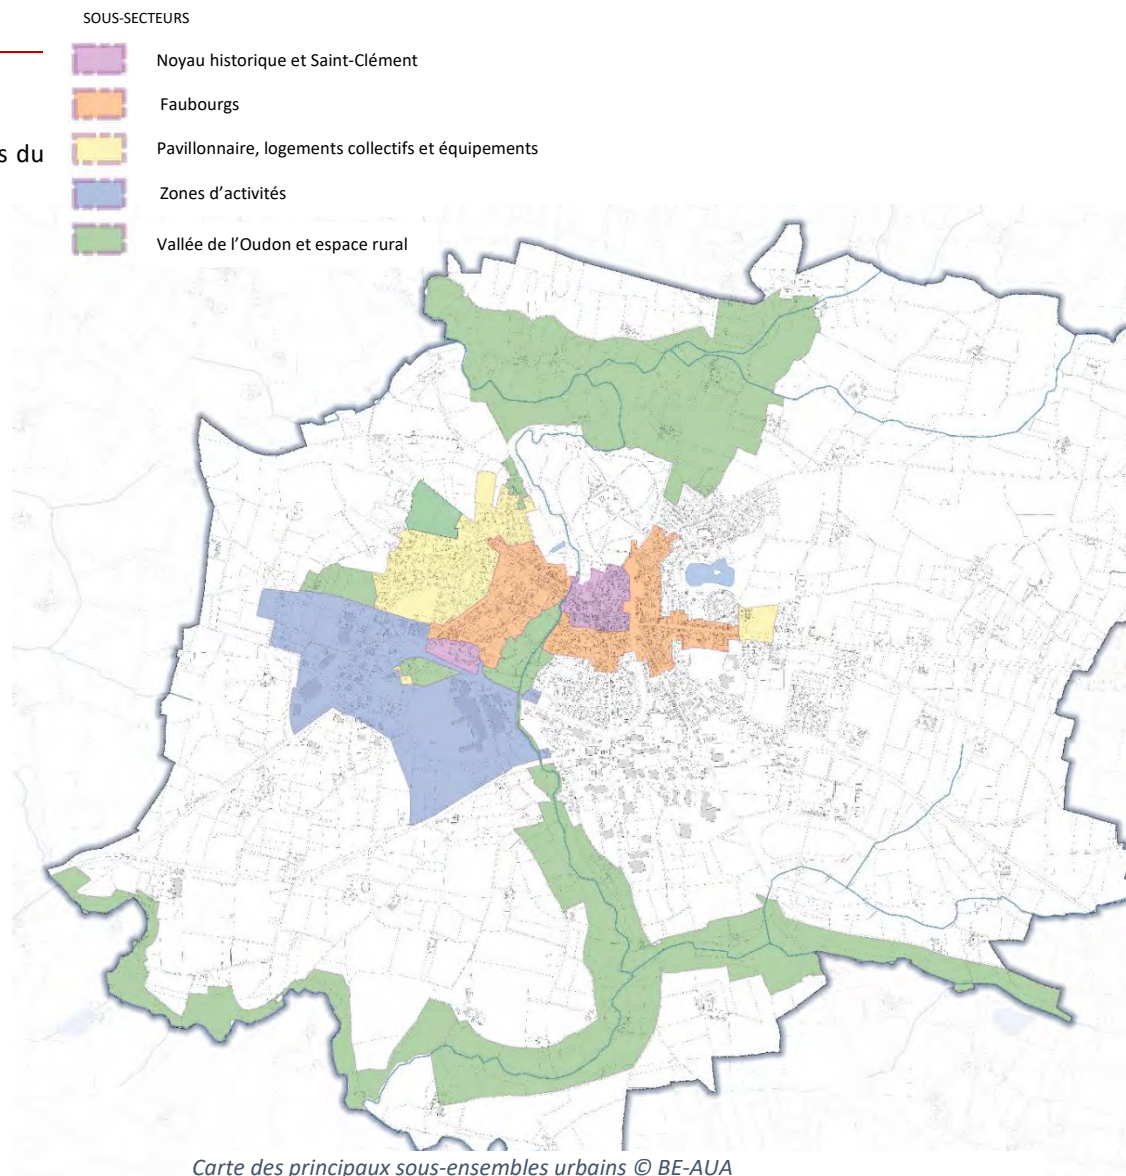 SOUS-SECTEURS
Noyau historique et Saint-Clément
Faubourgs
s du
Pavillonnaire, logements collectifs et équipements
Zones d’activités
Vallée de l’Oudon et espace rural
Carte des principaux sous-ensembles urbains © BE-AUA